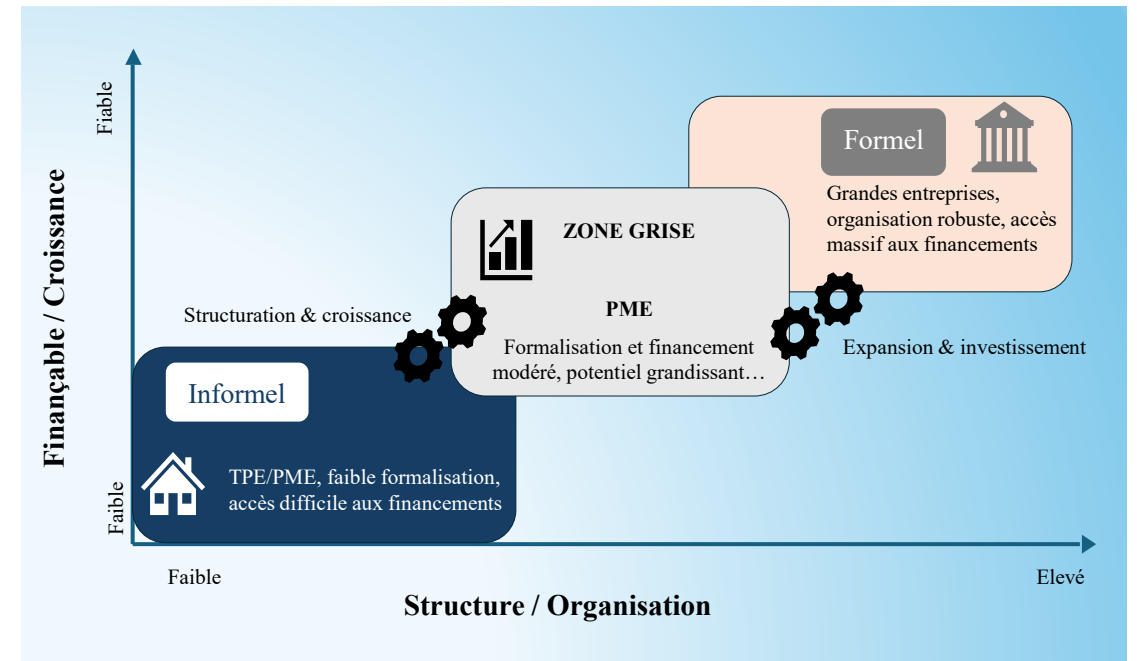 Fiable
Formel
Grandes entreprises,
organisation robuste, accès
massif aux financements
Finançable / Croissance
ZONE GRISE
PME
Formalisation et financement
modéré, potentiel grandissant…
Structuration & croissance
Expansion & investissement
Informel
TPE/PME, faible formalisation,
accès difficile aux financements
Faible
Faible
Elevé
Structure / Organisation